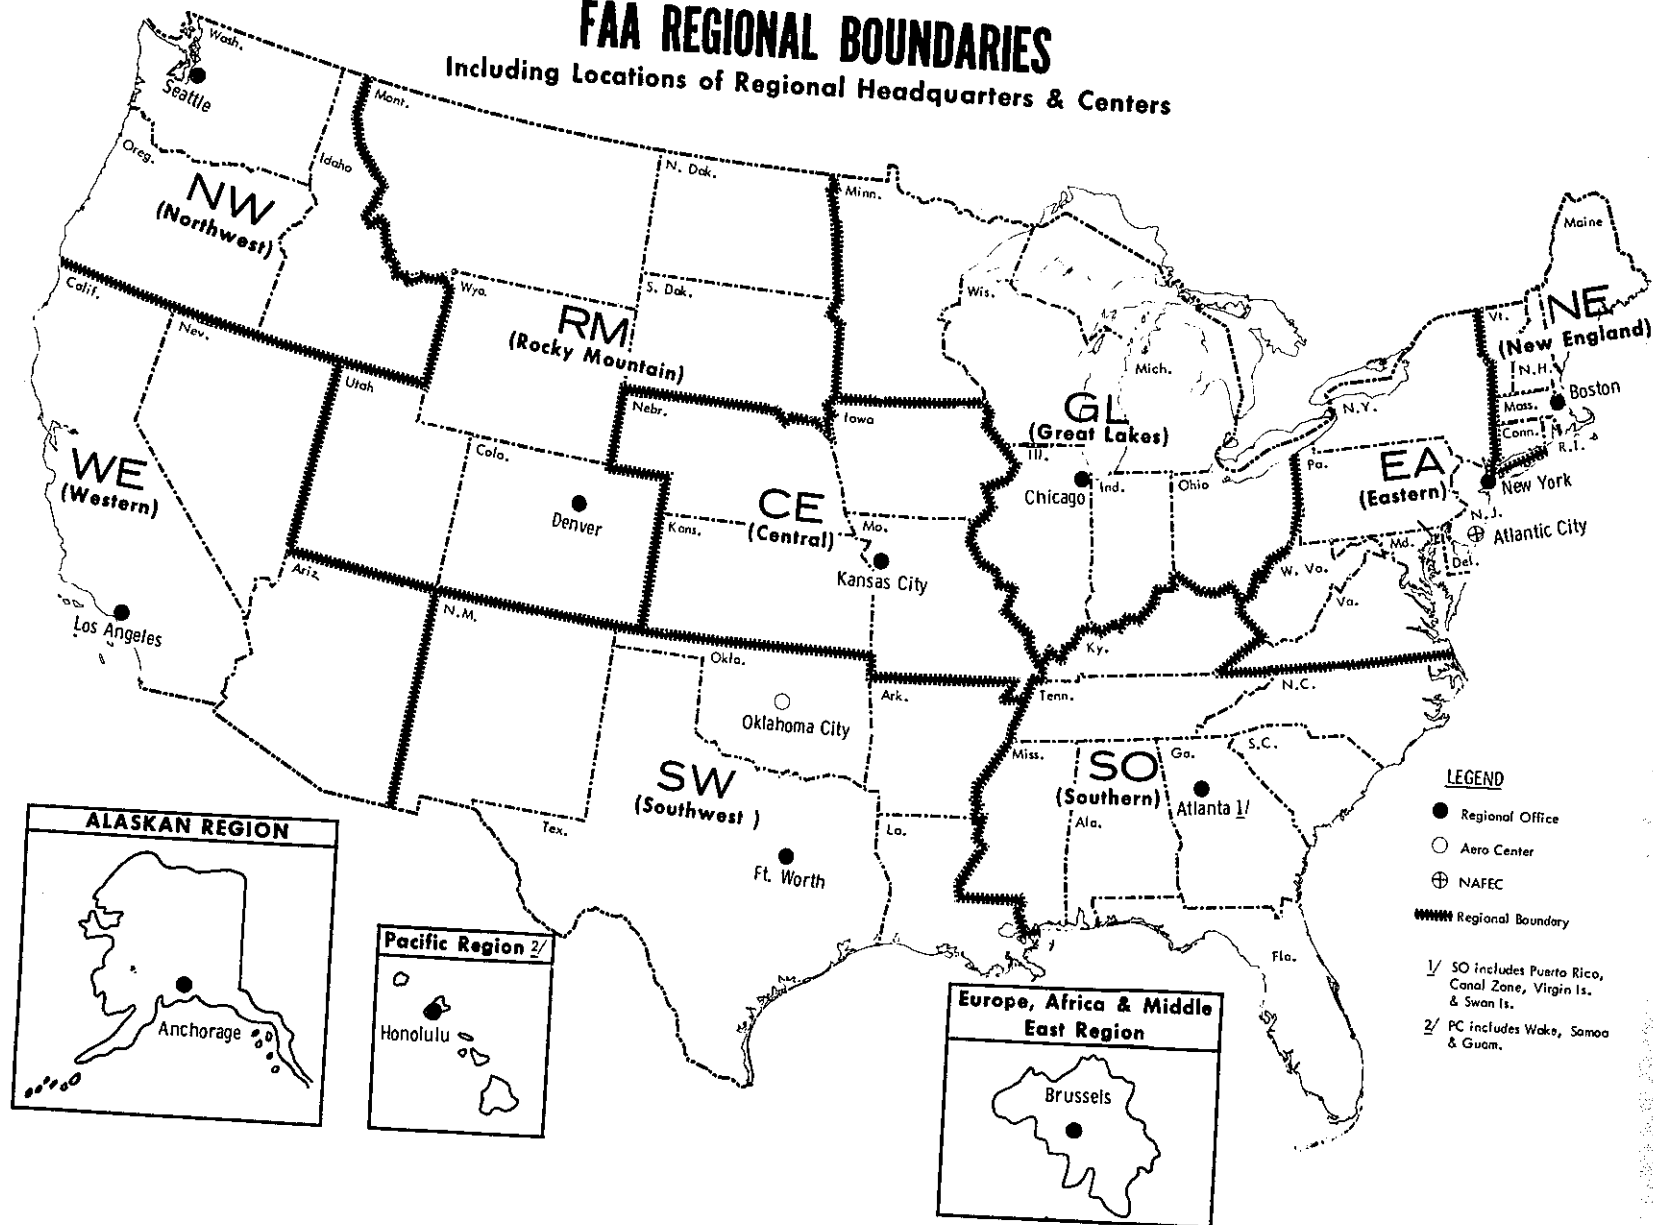 FAA REGIONAL BOUNDARIES
Including Locations of Regional Headquarters & Centers
Wash.
Seattle
Mont.
Oreg.
Idaho
N. Dak.
Minn.
Maine
NW
(Northwest)
Calif.
Nev.
Wyo.
S. Dak.
RM
(Rocky Mountain)
Wis.
Mich.
Vt.
NE
(New England)
N.H.
Boston
Mass.
Conn.
R.I.
Utah
Nebr.
Iowa
GL
(Great Lakes)
N.Y.
Ill.
Chicago
Ind.
Ohio
Pa.
EA
(Eastern)
New York
N.J.
Atlantic City
WE
(Western)
Colo.
Denver
CE
(Central)
Kans.
Mo.
Kansas City
Md.
Del.
W. Va.
Va.
Los Angeles
Ariz.
N.M.
Okla.
Oklahoma City
Ark.
Ky.
Tenn.
N.C.
S.C.
Miss.
SO
(Southern)
Ga.
Atlanta 1/
Ala.
SW
(Southwest )
Tex.
La.
Ft. Worth
Fla.
LEGEND
Regional Office
Aero Center
NAFEC
Regional Boundary
1/ SO includes Puerto Rico,
Canal Zone, Virgin Is.
& Swan Is.
2/ PC includes Wake, Samoa
& Guam.
ALASKAN REGION
Anchorage
Pacific Region 2/
Honolulu
Europe, Africa & Middle
East Region
Brussels